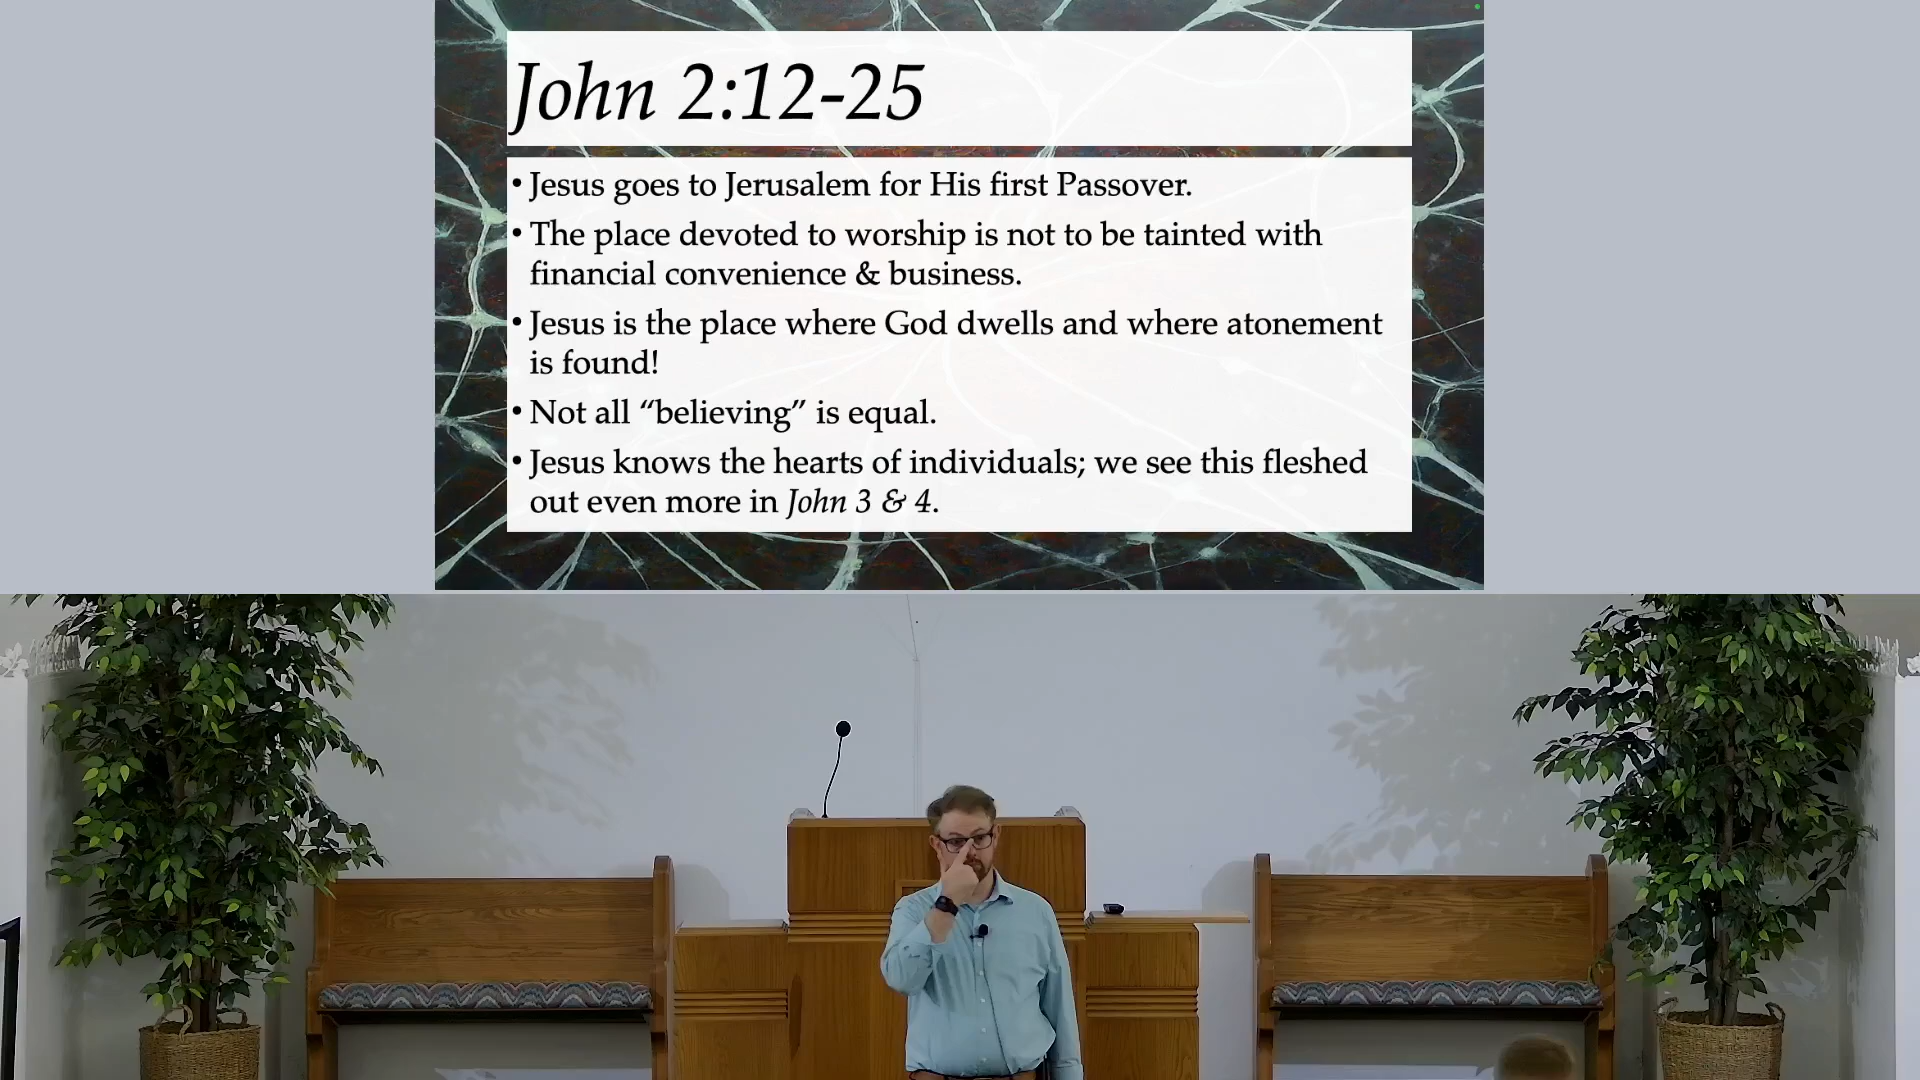 John 2:12-25
• Jesus goes to Jerusalem for His first Passover.
• The place devoted to worship is not to be tainted with
financial convenience & business.
• Jesus is the place where God dwells and where atonement
is found!
• Not all “believing” is equal.
• Jesus knows the hearts of individuals; we see this fleshed
out even more in John 3 & 4.